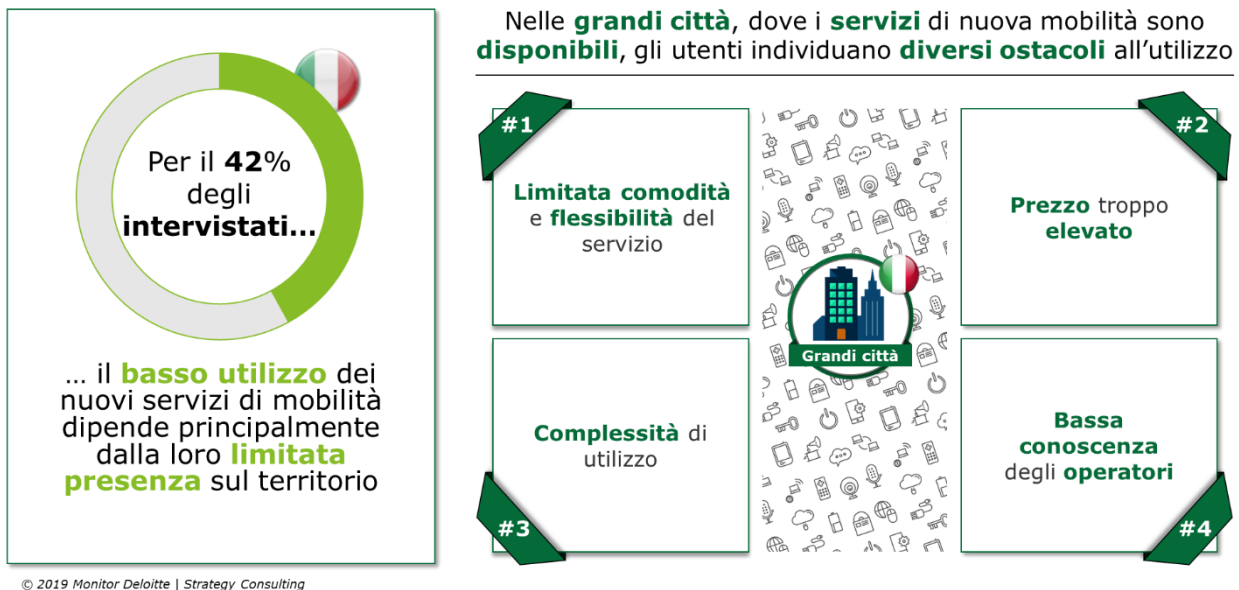 Per il 42%
degli
intervistati...
... il basso utilizzo dei
nuovi servizi di mobilità
dipende principalmente
dalla loro limitata
presenza sul territorio
Nelle grandi città, dove i servizi di nuova mobilità sono
disponibili, gli utenti individuano diversi ostacoli all'utilizzo
#1
Limitata comodità
e flessibilità del
servizio
#2
Prezzo troppo
elevato
Grandi città
#3
Complessità di
utilizzo
#4
Bassa
conoscenza
degli operatori
© 2019 Monitor Deloitte | Strategy Consulting